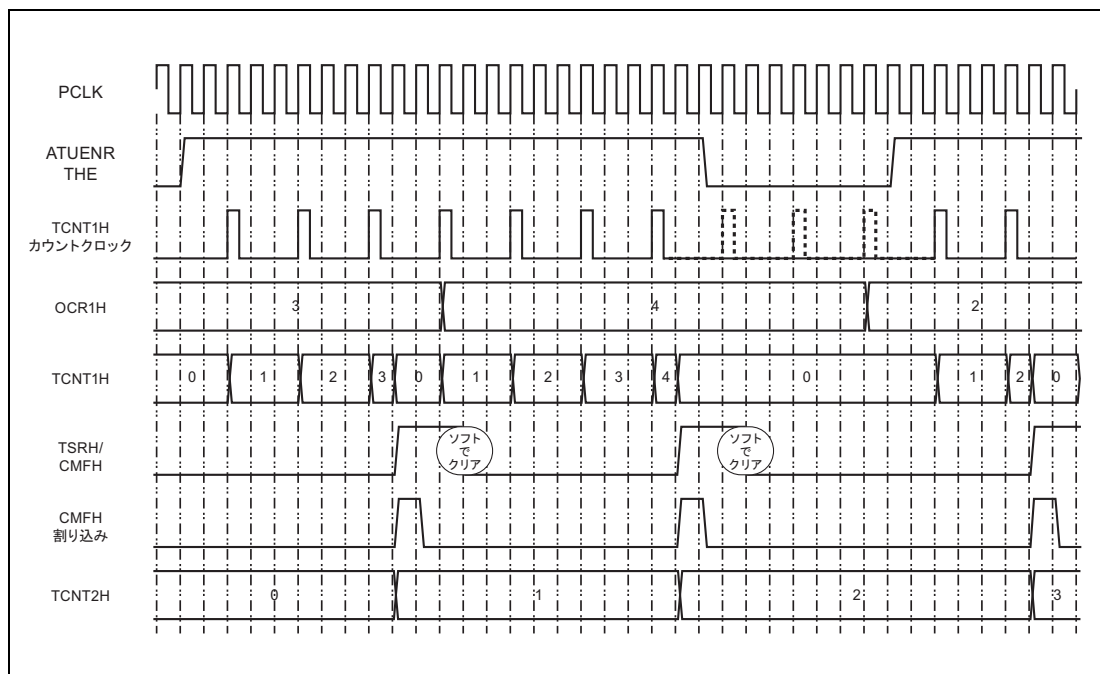 PCLK
ATUENR
THE
TCNT1H
カウントクロック
OCR1H
3 4 2
TCNT1H
0 1 2 3 0 1 2 3 4 0 1 2 0
TSRH/
CMFH
ソフト
で
クリア
ソフト
で
クリア
CMFH
割り込み
TCNT2H
0 1 2 3